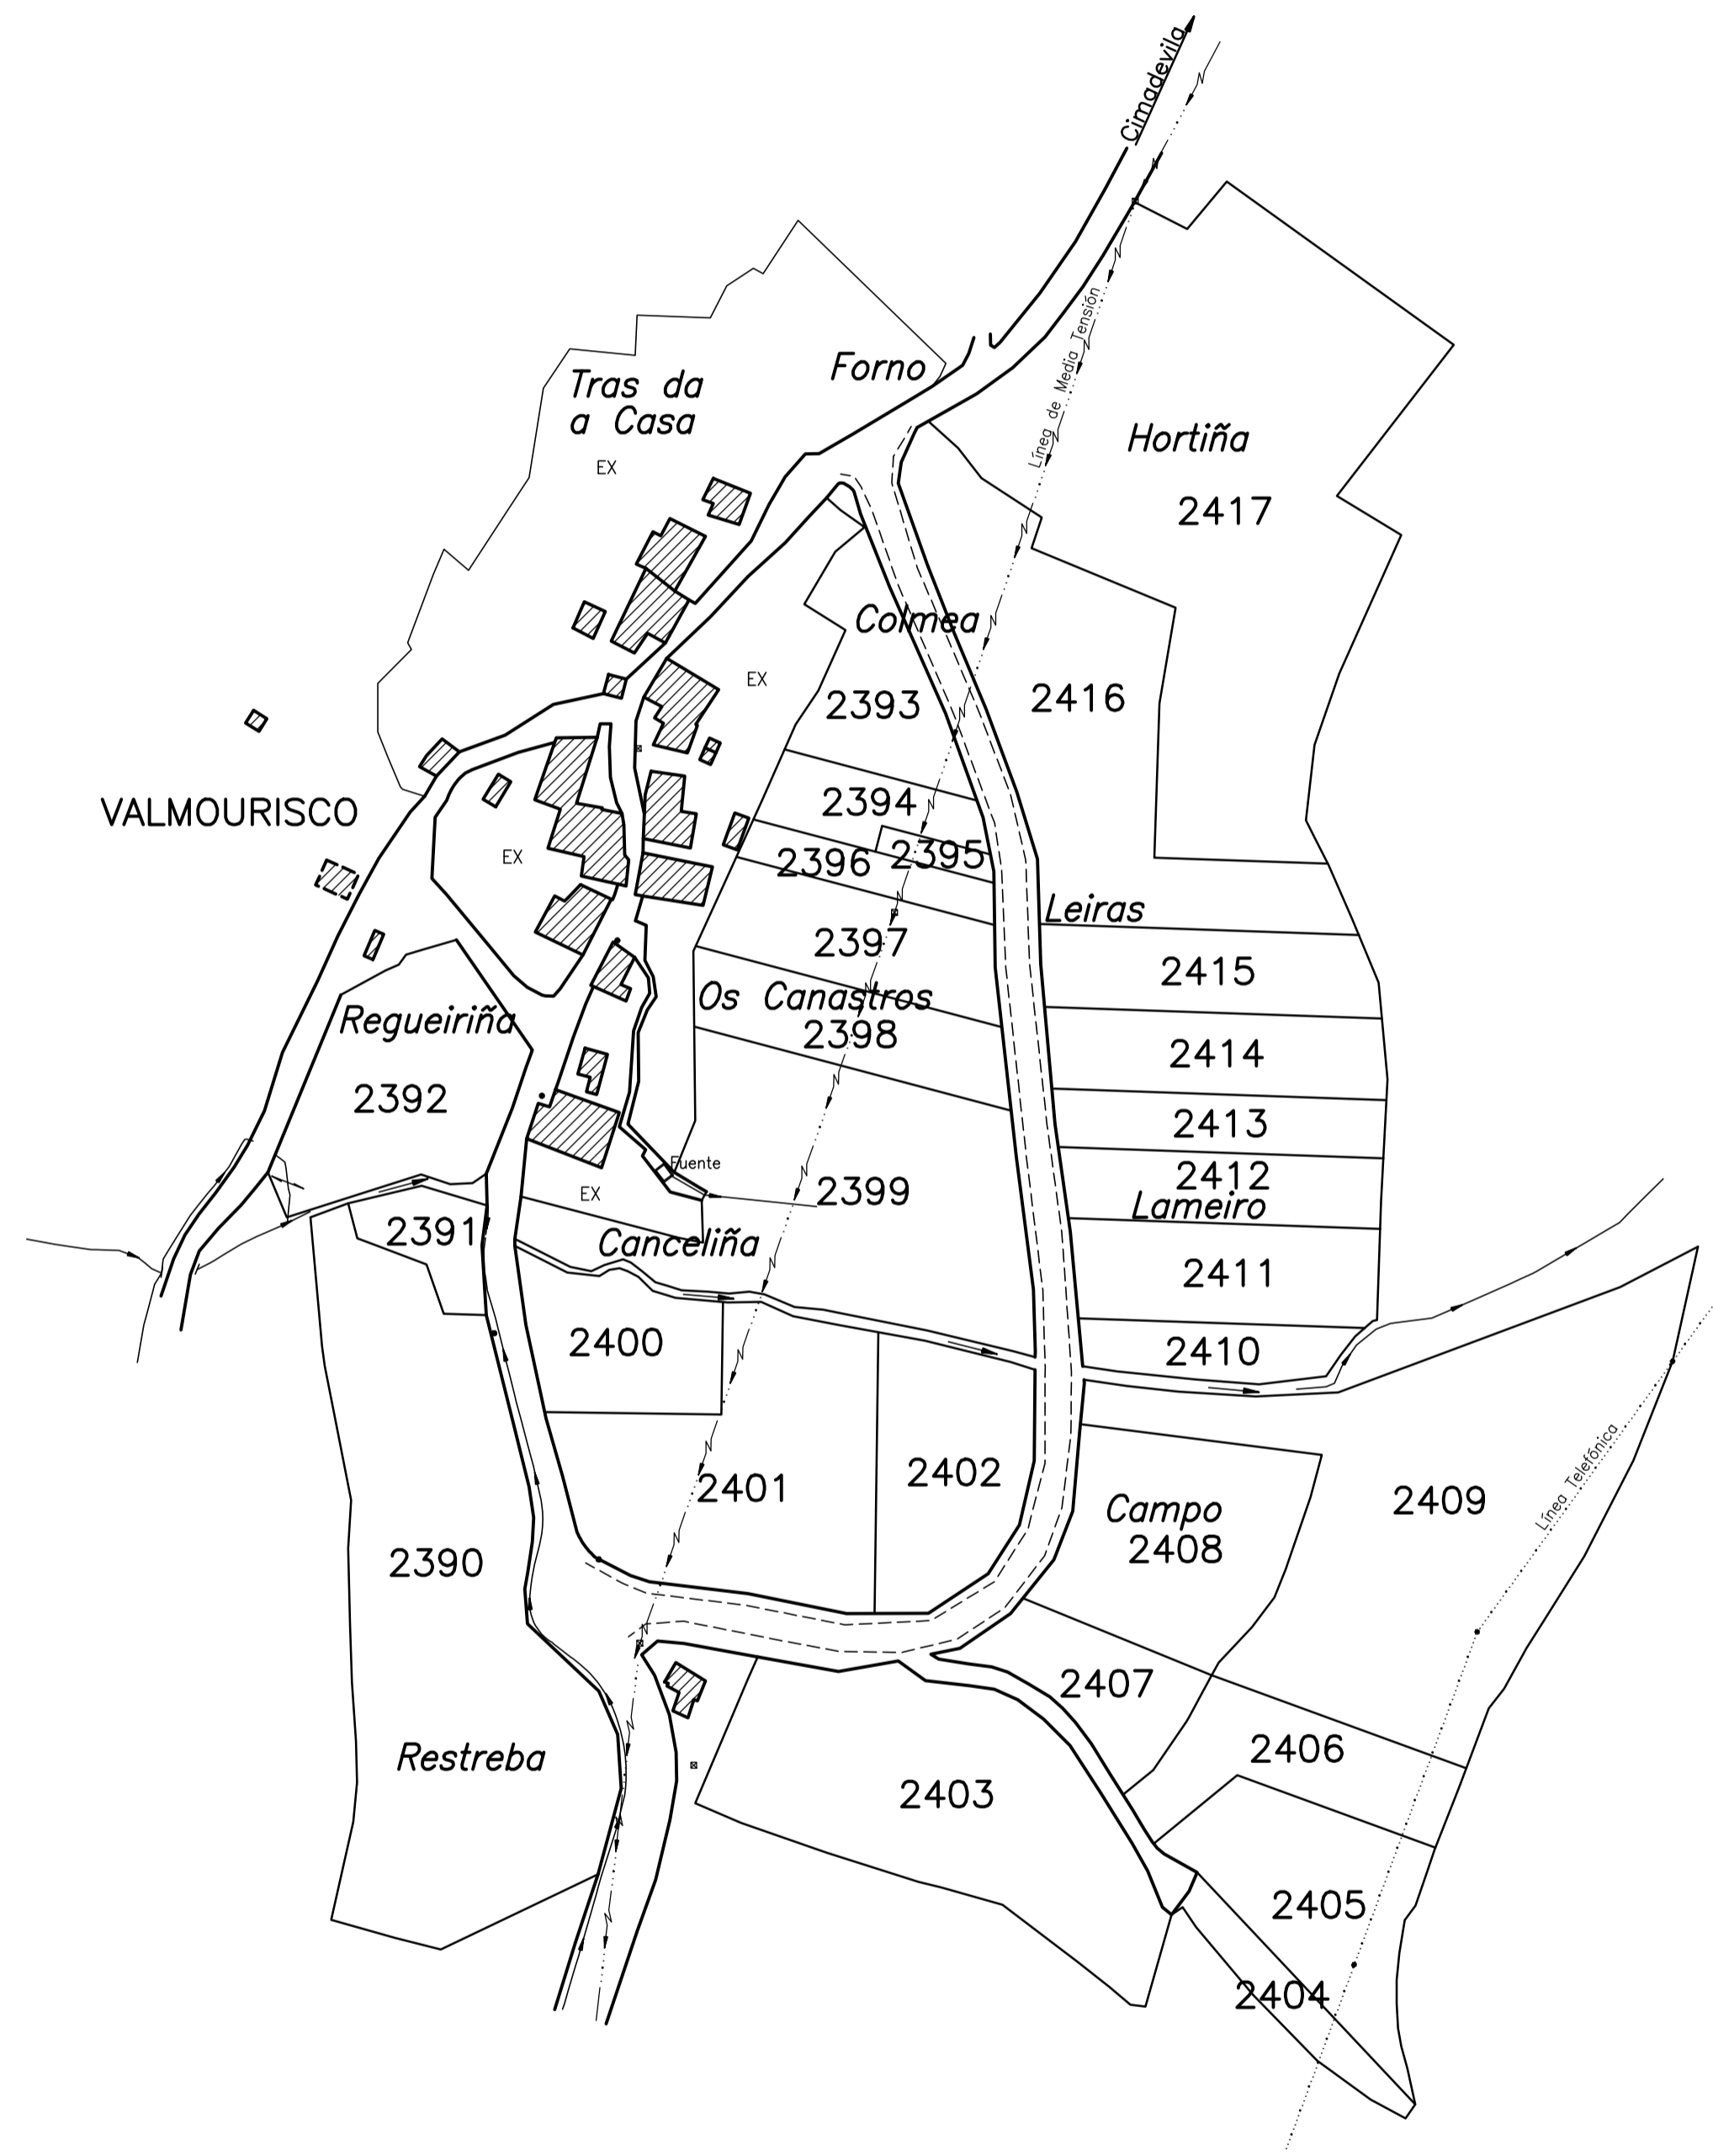 Cimadevila
Línea de Media Tensión
Forno
Tras da
a Casa
EX
Hortiña
2417
Colmea
EX
2393
2416
2394
VALMOURISCO
2395
2396
EX
Leiras
2397
2415
Os Canastros
2398
Regueiriña
2414
2392
2413
Fuente
2412
EX
2399
Lameiro
2391
Canceliña
2411
2400
2410
Línea Telefónica
2401
2402
2409
Campo
2408
2390
2407
2406
Restreba
2403
2405
2404